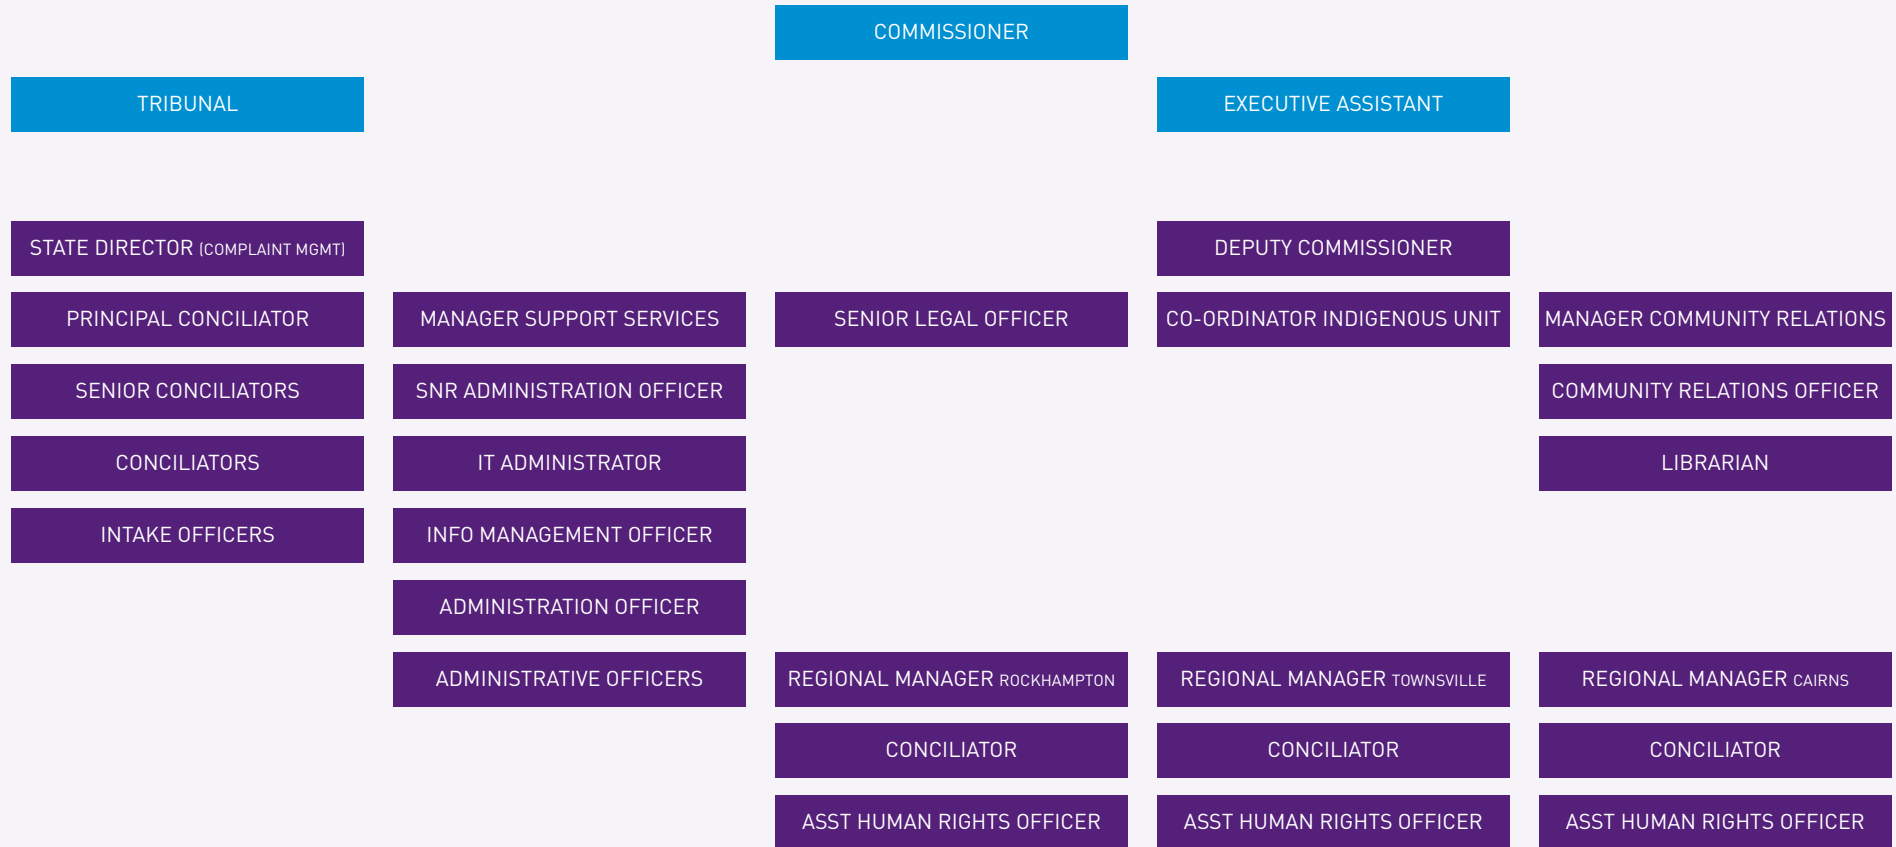 COMMISSIONER
TRIBUNAL
EXECUTIVE ASSISTANT
STATE DIRECTOR (COMPLAINT MGMT)
DEPUTY COMMISSIONER
PRINCIPAL CONCILIATOR
MANAGER SUPPORT SERVICES
SENIOR LEGAL OFFICER
CO-ORDINATOR INDIGENOUS UNIT
MANAGER COMMUNITY RELATIONS
SENIOR CONCILIATORS
SNR ADMINISTRATION OFFICER
COMMUNITY RELATIONS OFFICER
CONCILIATORS
IT ADMINISTRATOR
LIBRARIAN
INTAKE OFFICERS
INFO MANAGEMENT OFFICER
ADMINISTRATION OFFICER
ADMINISTRATIVE OFFICERS
REGIONAL MANAGER ROCKHAMPTON
REGIONAL MANAGER TOWNSVILLE
REGIONAL MANAGER CAIRNS
CONCILIATOR
CONCILIATOR
CONCILIATOR
ASST HUMAN RIGHTS OFFICER
ASST HUMAN RIGHTS OFFICER
ASST HUMAN RIGHTS OFFICER